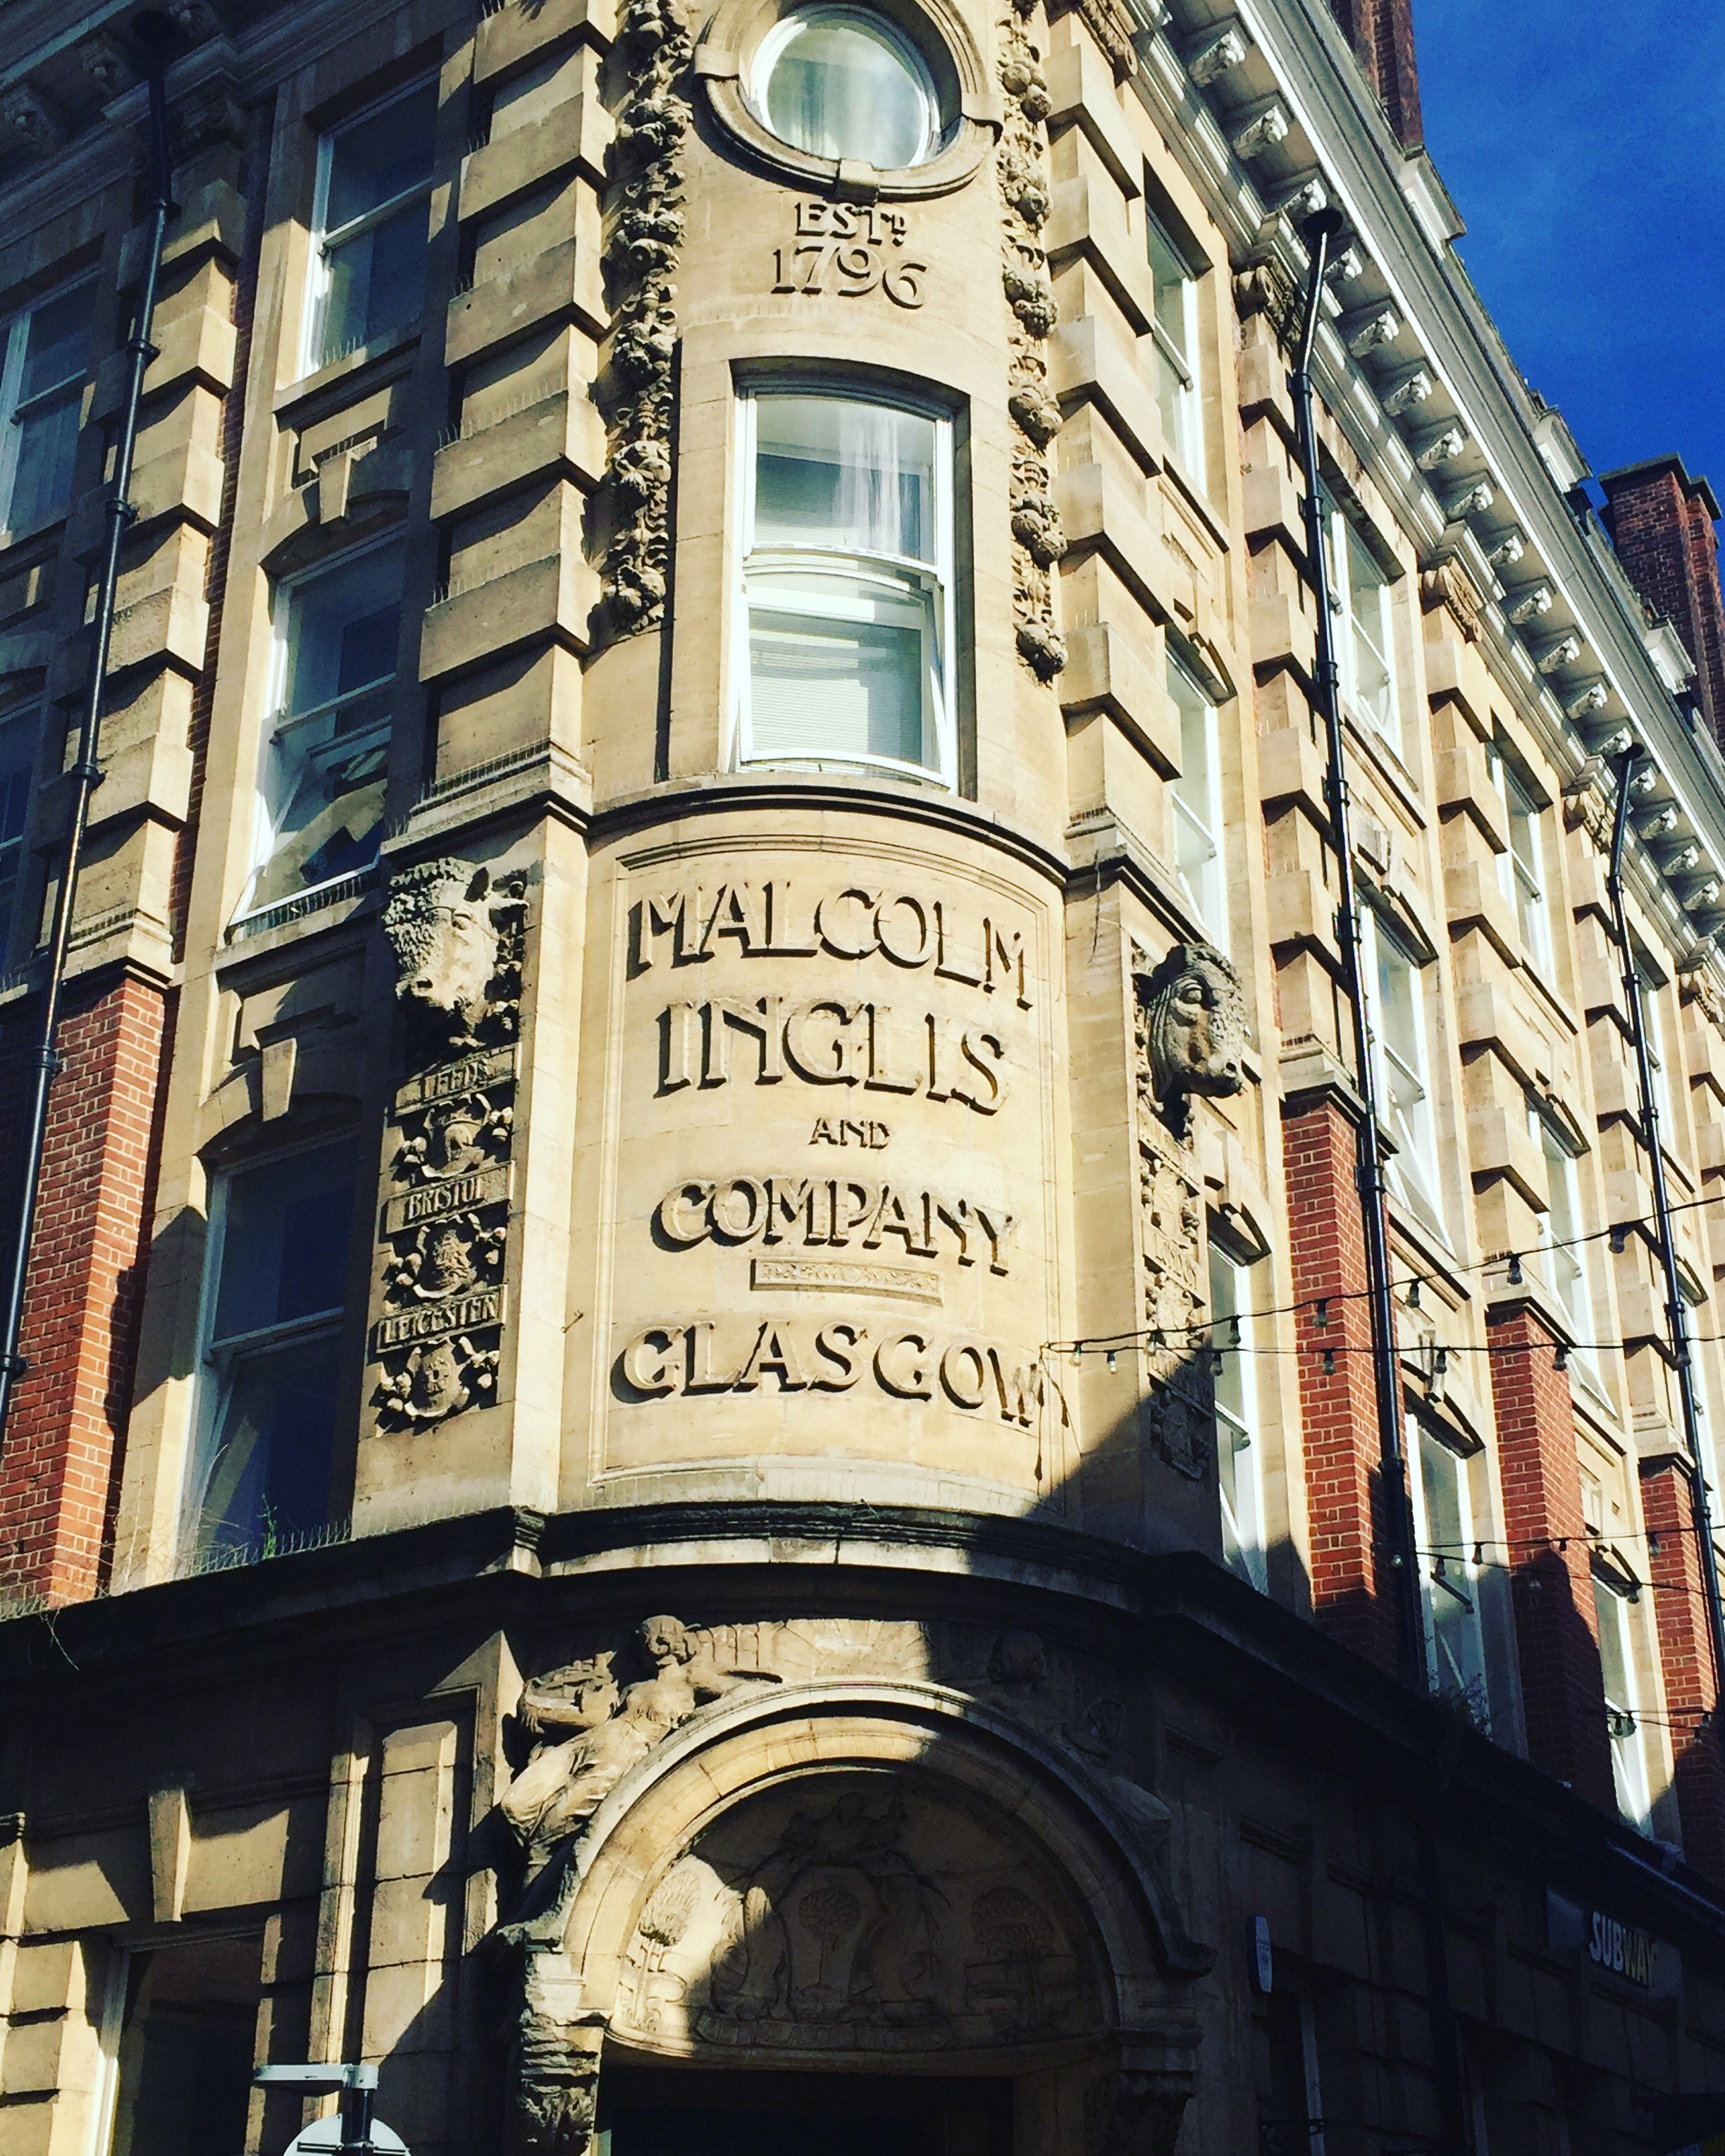 ESTD
1796
MALCOLM
INGLIS
AND
COMPANY
GLASGOW
LEEDS
BRISTOL
LEICESTER
SUBWAY